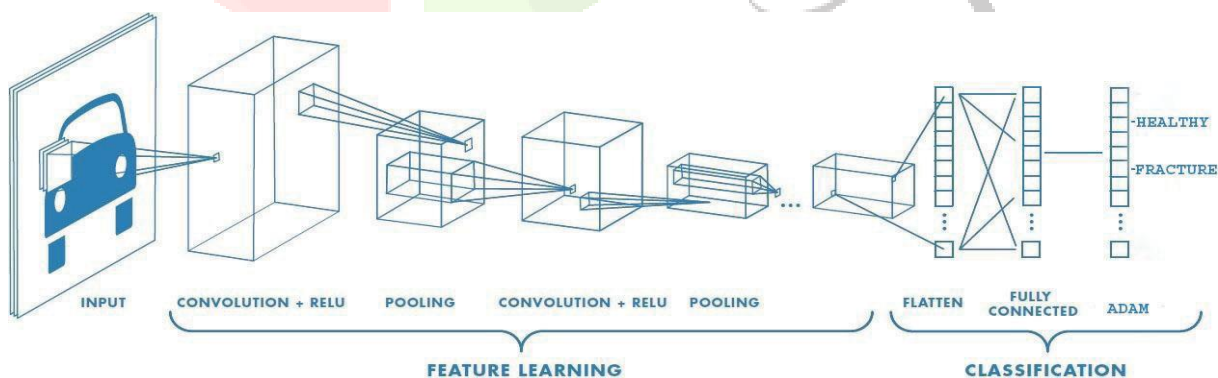 HEALTHY
FRACTURE
...
INPUT
CONVOLUTION + RELU
POOLING
CONVOLUTION + RELU
POOLING
FLATTEN
FULLY
CONNECTED
ADAM
FEATURE LEARNING
CLASSIFICATION